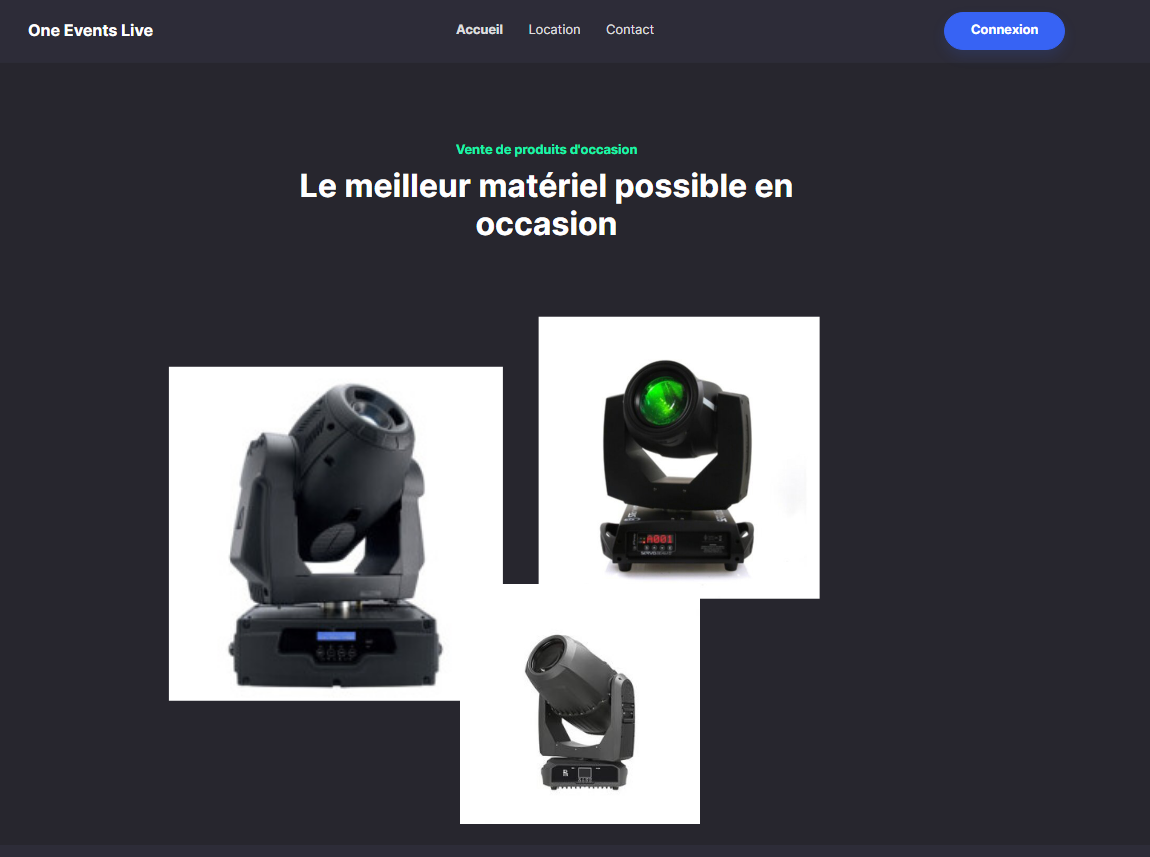 One Events Live
Accueil
Location
Contact
Connexion
Vente de produits d'occasion
Le meilleur matériel possible en
occasion
A001